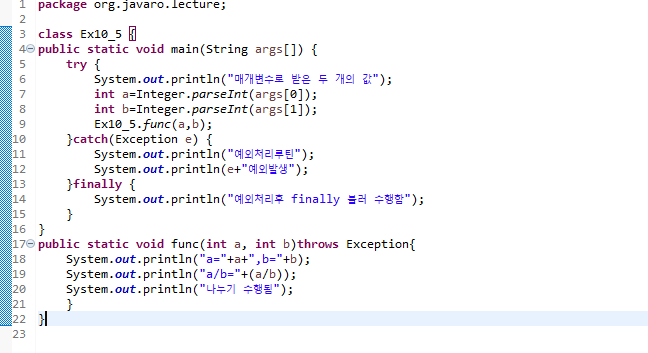 1 package org.javaro.lecture;
2
3 class Ex10_5 {
4 public static void main(String args[]) {
5 try {
6 System.out.println("매개변수로 받은 두 개의 값");
7 int a=Integer.parseInt(args[0]);
8 int b=Integer.parseInt(args[1]);
9 Ex10_5.func(a,b);
10 }catch(Exception e) {
11 System.out.println("예외처리루틴");
12 System.out.println(e+"예외발생");
13 }finally {
14 System.out.println("예외처리후 finally 블러 수행함");
15 }
16 }
17 public static void func(int a, int b)throws Exception{
18 System.out.println("a="+a+",b="+b);
19 System.out.println("a/b="+(a/b));
20 System.out.println("나누기 수행됨");
21 }
22 }
23